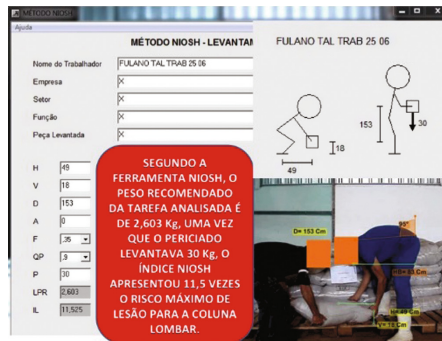 MÉTODO NIOSH
Ajuda
MÉTODO NIOSH - LEVANTAM
Nome do Trabalhador
FULANO TAL TRAB 25 06
Empresa
X
Setor
X
Função
X
Peça Levantada
X
H 49
V 18
D 153
A 0
F .35
QP .9
P 30
LPR 2,603
IL 11,525
SEGUNDO A
FERRAMENTA NIOSH, O
PESO RECOMENDADO
DA TAREFA ANALISADA É
DE 2,603 Kg, UMA VEZ
QUE O PERICIADO
LEVANTAVA 30 Kg, O
ÍNDICE NIOSH
APRESENTOU 11,5 VEZES
O RISCO MÁXIMO DE
LESÃO PARA A COLUNA
LOMBAR.
FULANO TAL TRAB 25 06
153
30
18
49
D= 153 Cm
H= 49 Cm
V= 18 Cm